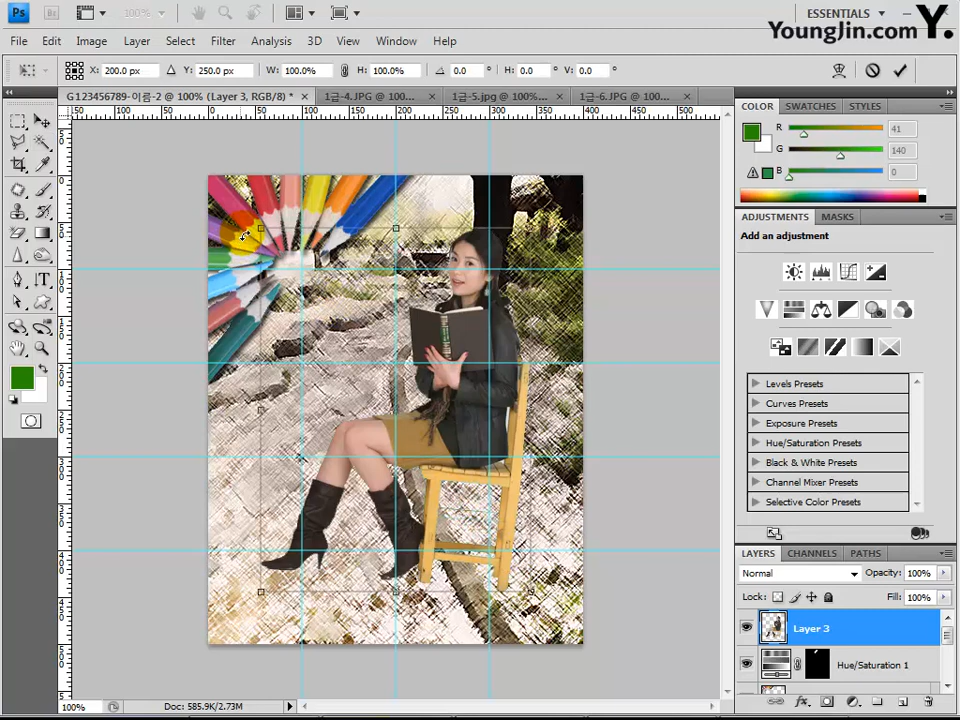 Ps Br Mb 100% ESSENTIALS
YoungJin.com Y.
File Edit Image Layer Select Filter Analysis 3D View Window Help
X: 200.0 px Y: 250.0 px W: 100.0% H: 100.0% 0.0 ° H: 0.0 ° V: 0.0 °
G123456789-이름-2 @ 100% (Layer 3, RGB/8) * × 1급-4.JPG @ 100... × 1급-5.jpg @ 100%... × 1급-6.JPG @ 100... ×
COLOR SWATCHES STYLES
R 41
G 140
B 0
ADJUSTMENTS MASKS
Add an adjustment
Levels Presets
Curves Presets
Exposure Presets
Hue/Saturation Presets
Black & White Presets
Channel Mixer Presets
Selective Color Presets
LAYERS CHANNELS PATHS
Normal Opacity: 100%
Lock: Fill: 100%
Layer 3
Hue/Saturation 1
100% Doc: 585.9K/2.73M